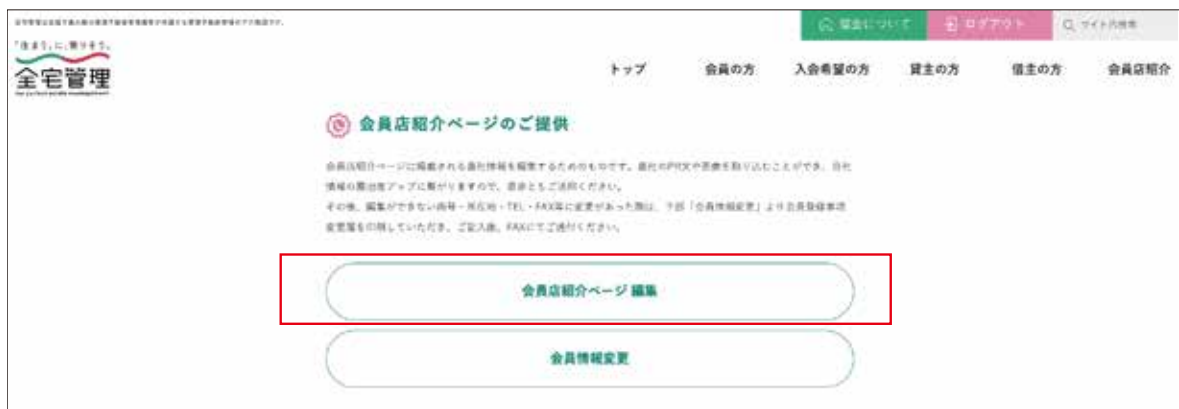 協会について
ログアウト
サイト内検索
「住まう」に、寄りそう。
全宅管理
トップ
会員の方
入会希望の方
貸主の方
借主の方
会員店紹介
会員店紹介ページのご提供
会員店紹介ページに掲載される貴社情報を編集するためのものです。貴社のPR文や画像を取り込むことができ、自社
情報の露出度アップに繋がりますので、是非ともご活用ください。
その他、編集ができない商号・所在地・TEL・FAX等に変更があった際は、下部「会員情報変更」より会員登録事項
変更届を印刷していただき、ご記入後、FAXにてご送付ください。
会員店紹介ページ 編集
会員情報変更